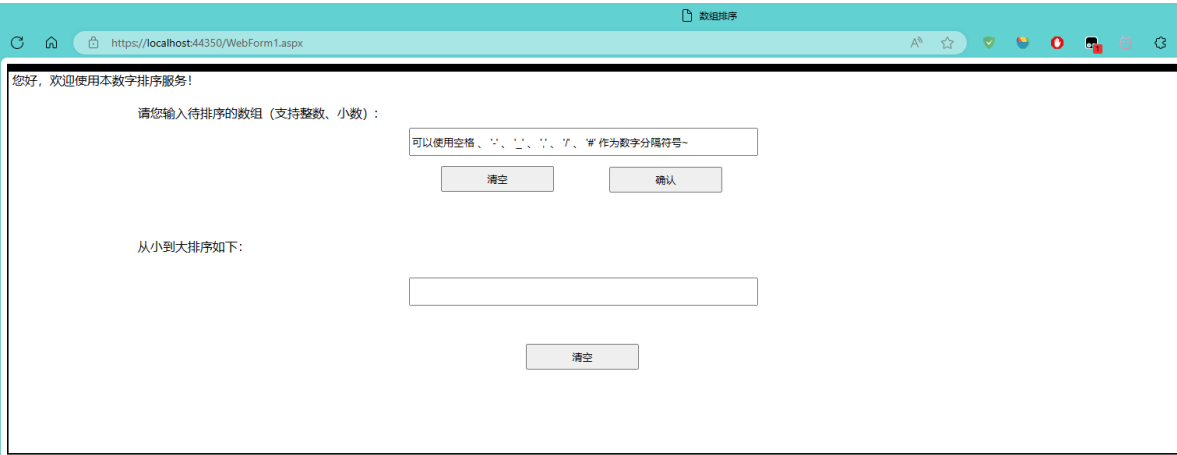 数组排序
https://localhost:44350/WebForm1.aspx
您好，欢迎使用本数字排序服务！
请您输入待排序的数组（支持整数、小数）：
可以使用空格 、 '-' 、 '_' 、 ',' 、 '/' 、 '#' 作为数字分隔符号~
清空
确认
从小到大排序如下：
清空